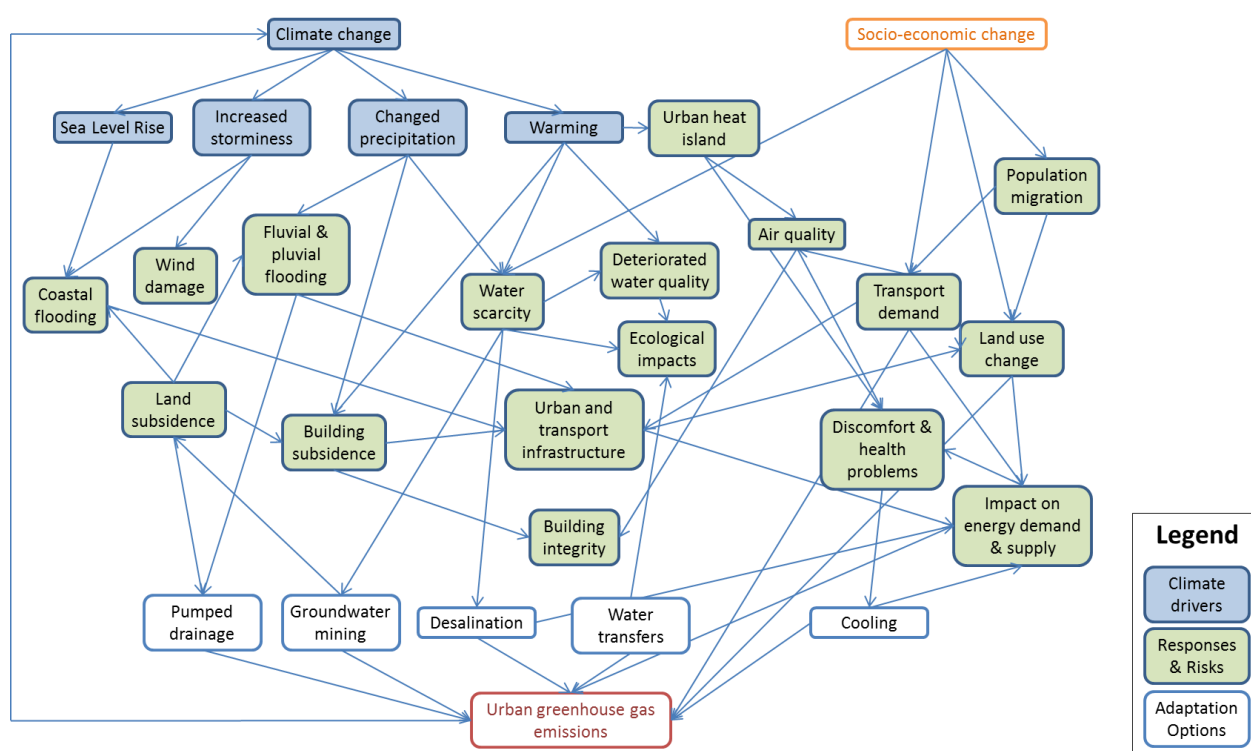 Climate change
Socio-economic change
Sea Level Rise
Increased
storminess
Changed
precipitation
Warming
Urban heat
island
Population
migration
Fluvial &
pluvial
flooding
Air quality
Wind
damage
Deteriorated
water quality
Coastal
flooding
Water
scarcity
Transport
demand
Ecological
impacts
Land use
change
Land
subsidence
Building
subsidence
Urban and
transport
infrastructure
Discomfort &
health
problems
Building
integrity
Impact on
energy demand
& supply
Pumped
drainage
Groundwater
mining
Desalination
Water
transfers
Cooling
Urban greenhouse gas
emissions
Legend
Climate
drivers
Responses
& Risks
Adaptation
Options